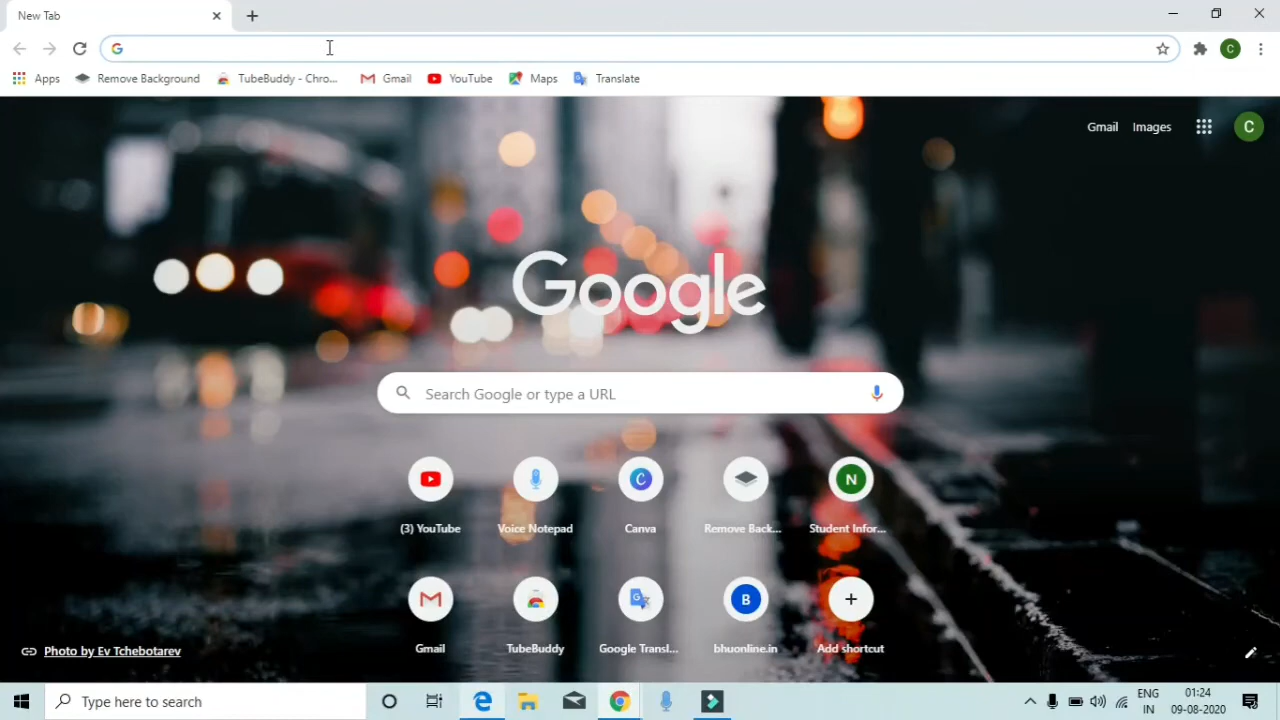 New Tab
Apps Remove Background TubeBuddy - Chro... Gmail YouTube Maps Translate
C
Gmail Images C
Google
Search Google or type a URL
(3) YouTube Voice Notepad Canva Remove Back... N Student Infor...
Gmail TubeBuddy Google Transl... B bhuonline.in Add shortcut
Photo by Ev Tchebotarev
Type here to search
ENG 01:24
IN 09-08-2020